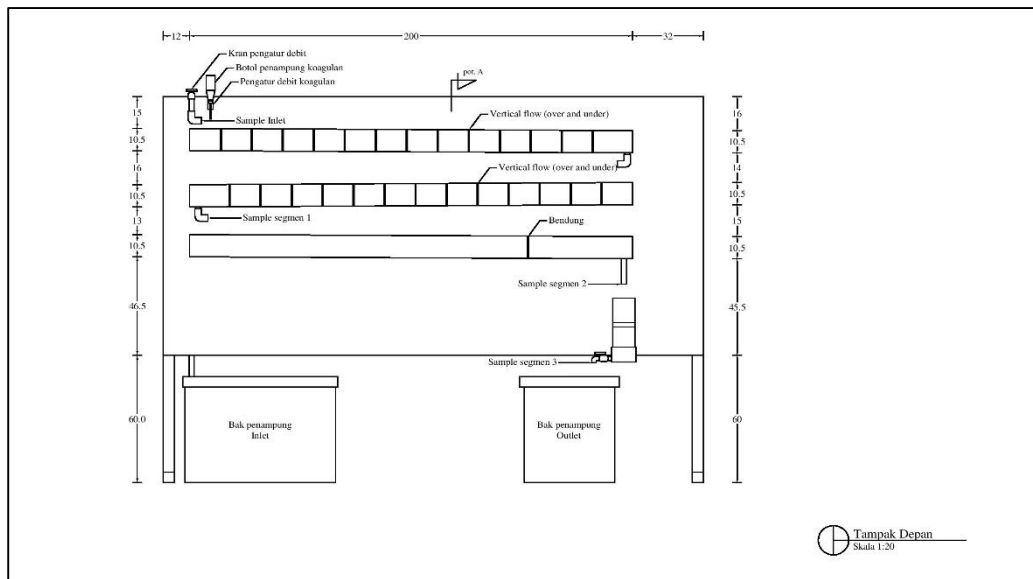 12
200
32
Kran pengatur debit
Botol penampung koagulan
Pengatur debit koagulan
pot. A
15
Sample Inlet
Vertical flow (over and under)
16
10.5
10.5
16
Vertical flow (over and under)
14
10.5
10.5
13
Sample segmen 1
Bendung
15
10.5
10.5
Sample segmen 2
46.5
45.5
Sample segmen 3
60.0
Bak penampung
Inlet
Bak penampung
Outlet
60
Tampak Depan
Skala 1:20